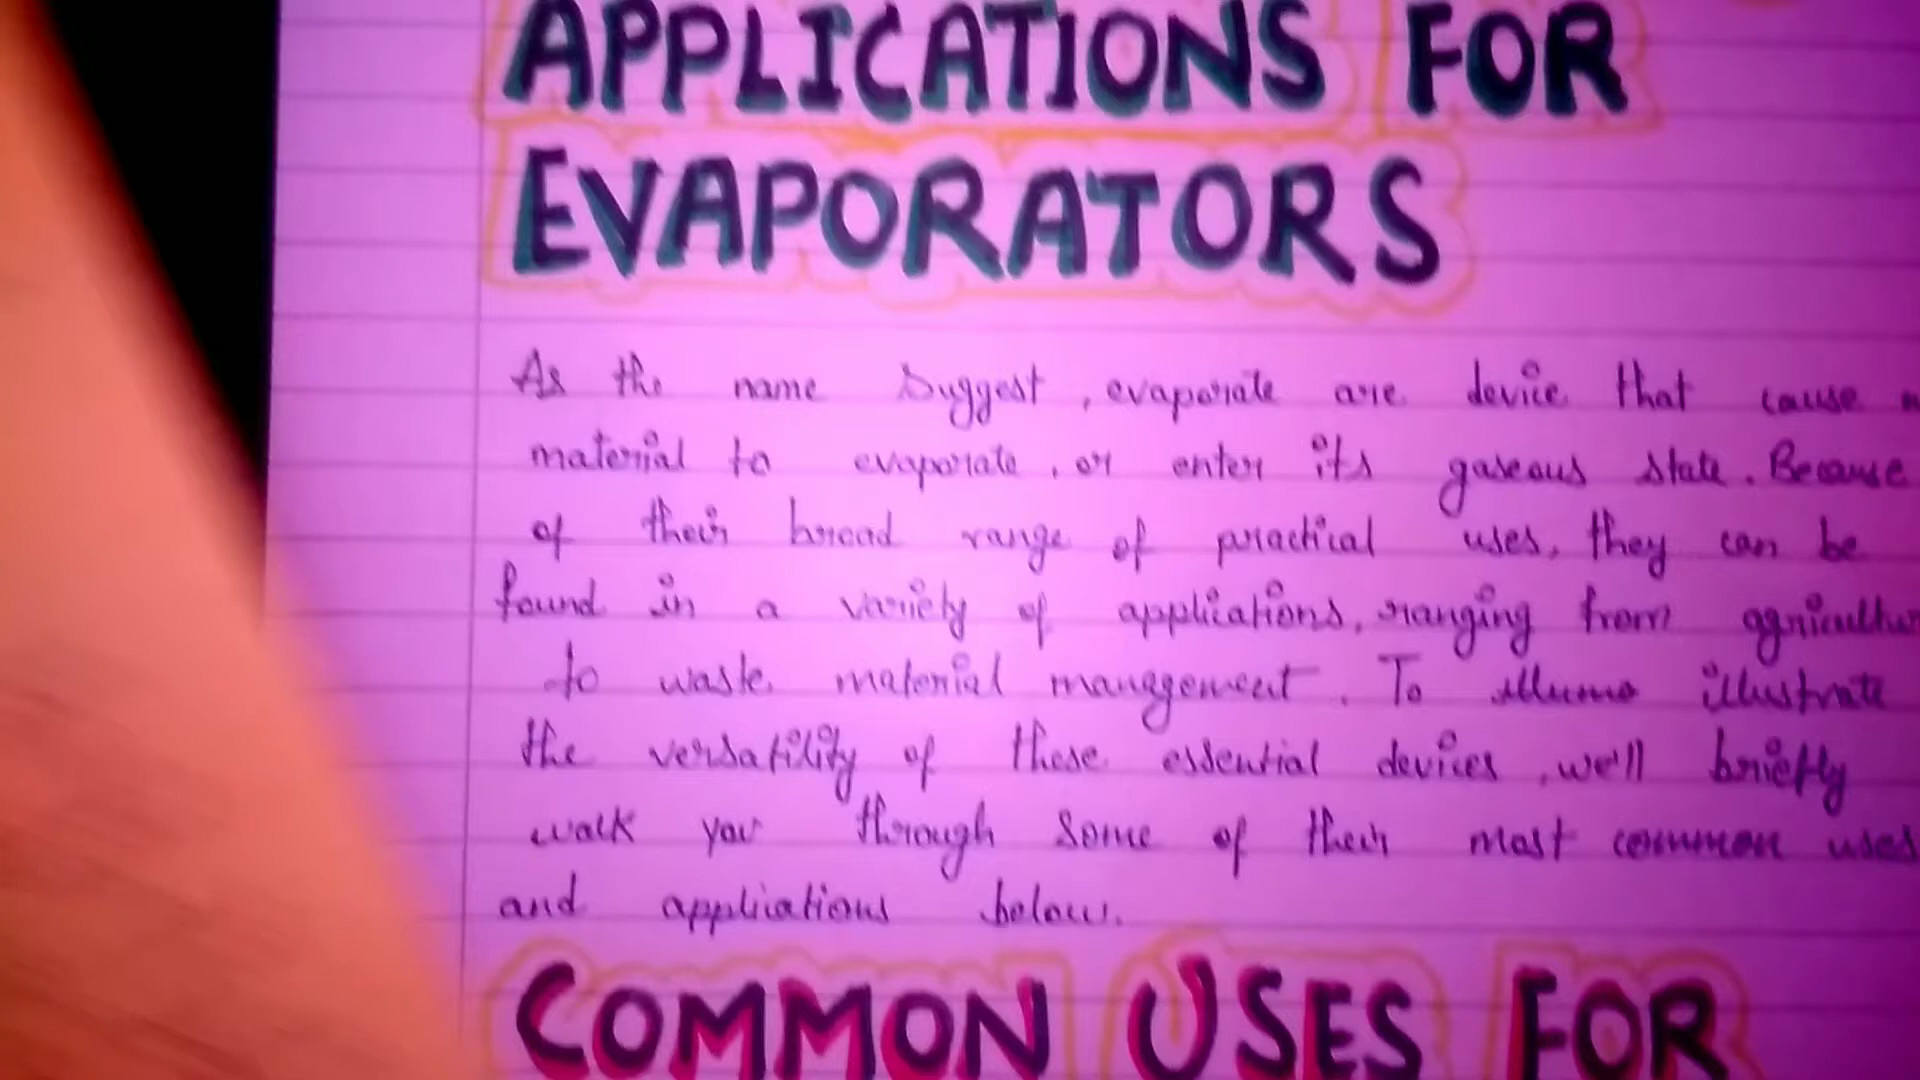 APPLICATIONS FOR
EVAPORATORS
As the name Suggest, evaporate are device that cause
material to evaporate, or enter its gaseous state. Because
of their broad range of practical uses, they can be
found in a variety of applications, ranging from
to waste material management. To illuma illustrate
the versatility of these essential devices, we'll briefly
walk you through some of their most common uses
and applications below.
COMMON USES FOR